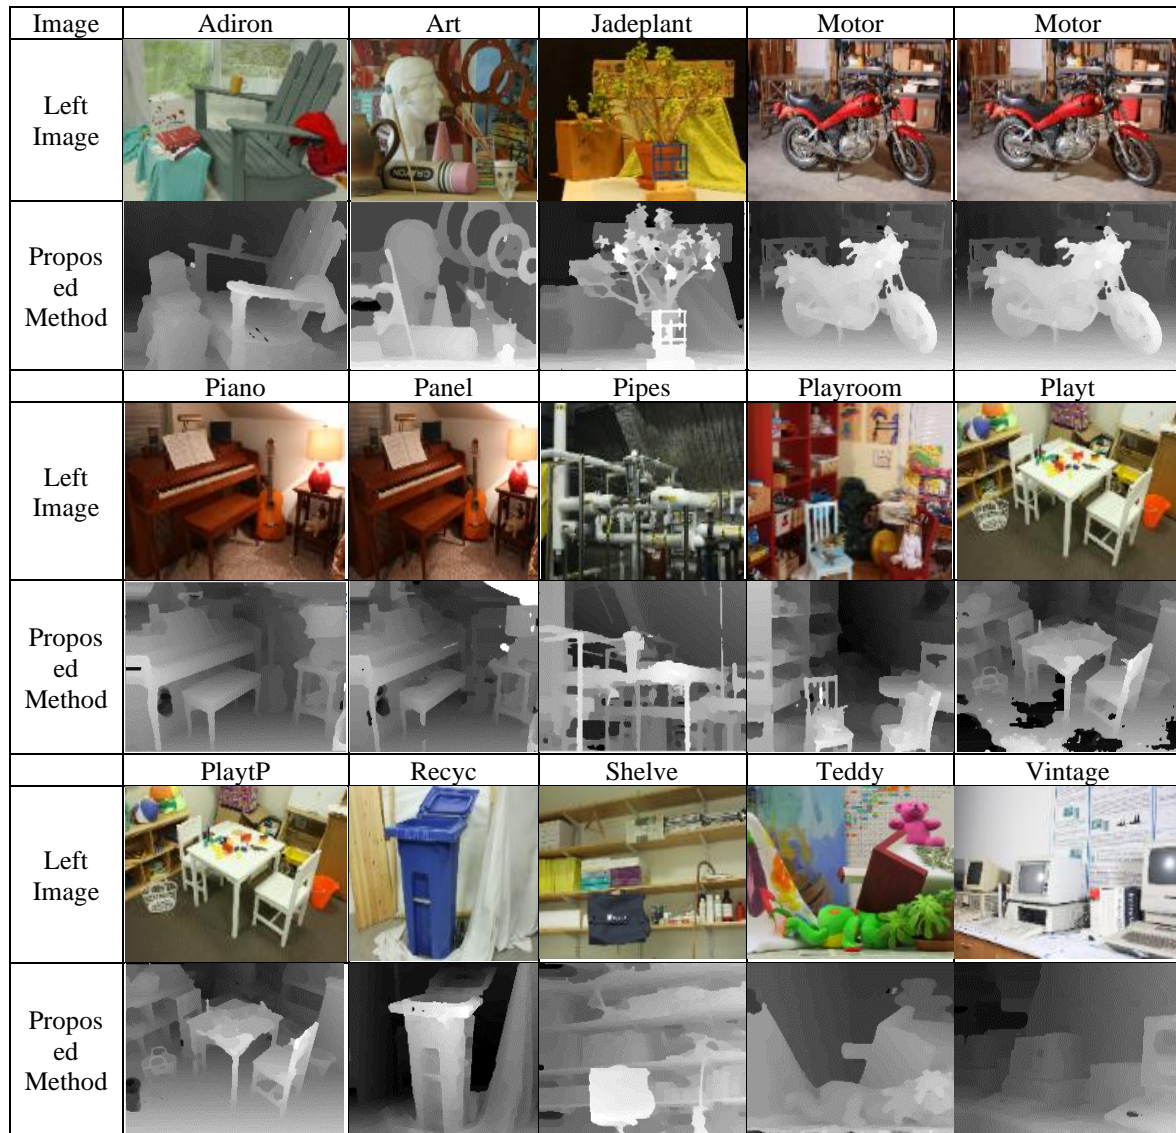 Image Adiron Art Jadeplant Motor Motor
Left
Image
CRAYON
Propos
ed
Method
Piano Panel Pipes Playroom Playt
Left
Image
Propos
ed
Method
PlaytP Recyc Shelve Teddy Vintage
Left
Image
Propos
ed
Method